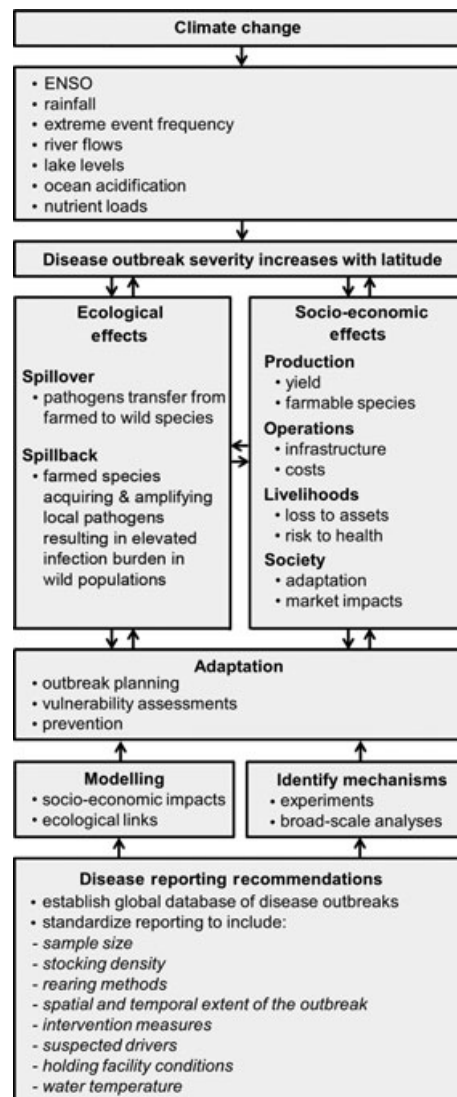 Climate change
• ENSO
• rainfall
• extreme event frequency
• river flows
• lake levels
• ocean acidification
• nutrient loads
Disease outbreak severity increases with latitude
Ecological
effects
Spillover
• pathogens transfer from
farmed to wild species
Spillback
• farmed species
acquiring & amplifying
local pathogens
resulting in elevated
infection burden in
wild populations
Socio-economic
effects
Production
• yield
• farmable species
Operations
• infrastructure
• costs
Livelihoods
• loss to assets
• risk to health
Society
• adaptation
• market impacts
Adaptation
• outbreak planning
• vulnerability assessments
• prevention
Modelling
• socio-economic impacts
• ecological links
Identify mechanisms
• experiments
• broad-scale analyses
Disease reporting recommendations
• establish global database of disease outbreaks
• standardize reporting to include:
- sample size
- stocking density
- rearing methods
- spatial and temporal extent of the outbreak
- intervention measures
- suspected drivers
- holding facility conditions
- water temperature